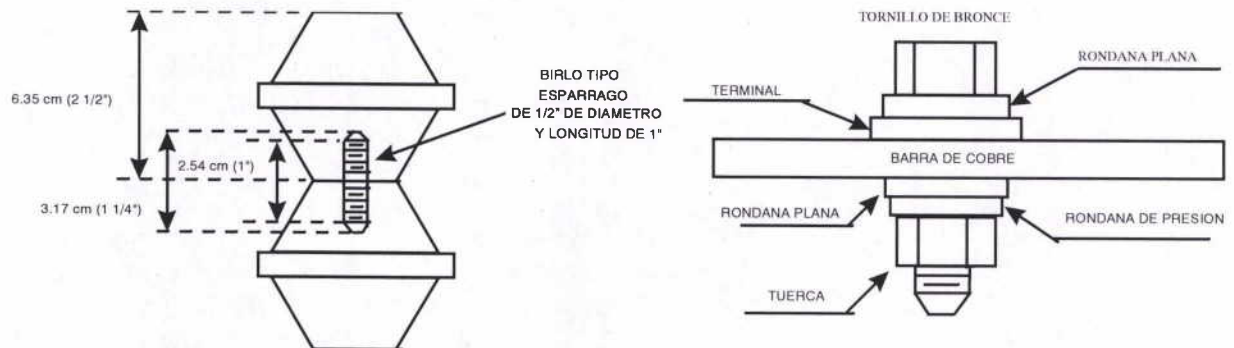 6.35 cm (2 1/2")
2.54 cm (1")
3.17 cm (1 1/4")
BIRLO TIPO
ESPARRAGO
DE 1/2" DE DIAMETRO
Y LONGITUD DE 1"
TORNILLO DE BRONCE
RONDANA PLANA
TERMINAL
BARRA DE COBRE
RONDANA PLANA
RONDANA DE PRESION
TUERCA